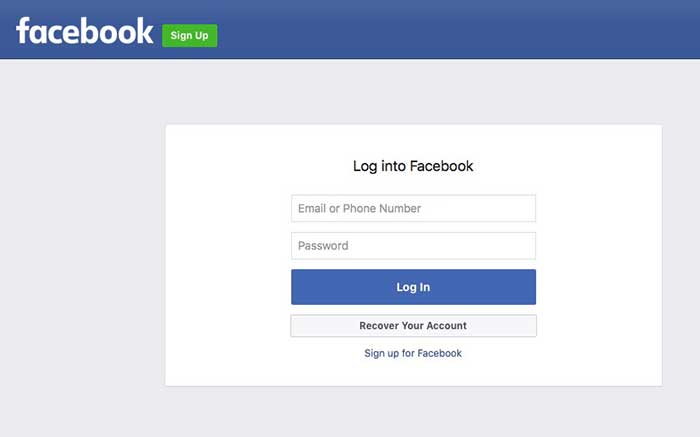 facebook Sign Up
Log into Facebook
Email or Phone Number
Password
Log In
Recover Your Account
Sign up for Facebook